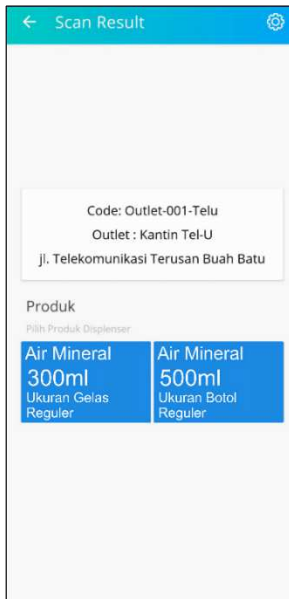 Scan Result
Code: Outlet-001-Telu
Outlet : Kantin Tel-U
jl. Telekomunikasi Terusan Buah Batu
Produk
Pilih Produk Displenser
Air Mineral
300ml
Ukuran Gelas
Reguler
Air Mineral
500ml
Ukuran Botol
Reguler